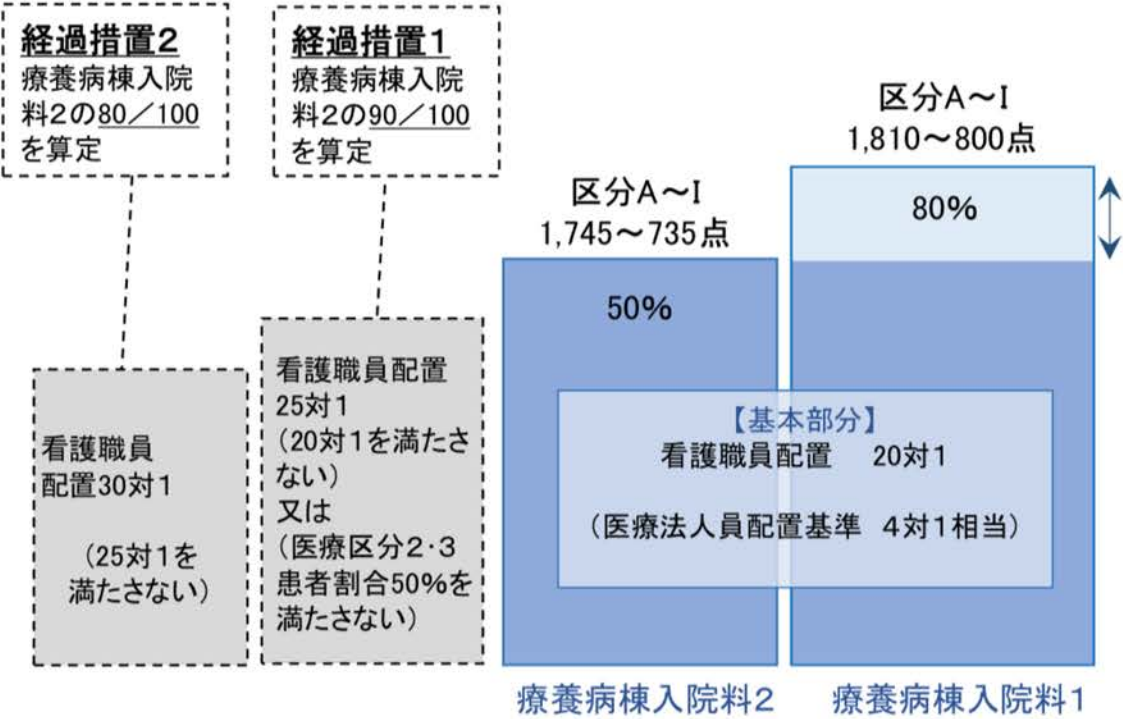 経過措置2
療養病棟入院
料2の80／100
を算定
経過措置1
療養病棟入院
料2の90／100
を算定
区分A～I
1,745～735点
区分A～I
1,810～800点
80%
50%
看護職員
配置30対1
（25対1を
満たさない）
看護職員配置
25対1
（20対1を満たさ
ない）
又は
（医療区分2・3
患者割合50%を
満たさない）
【基本部分】
看護職員配置　20対1
（医療法人員配置基準　4対1相当）
療養病棟入院料2
療養病棟入院料1